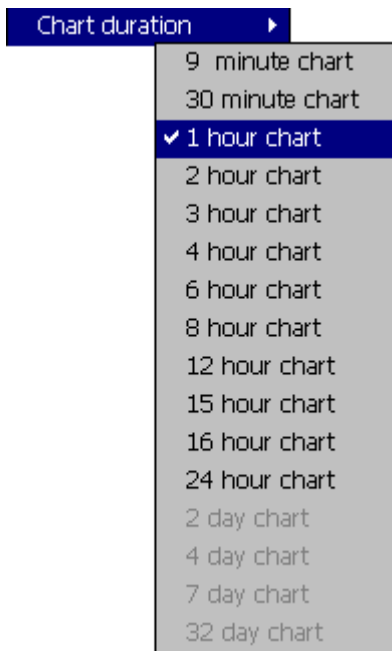 Chart duration
9 minute chart
30 minute chart
1 hour chart
2 hour chart
3 hour chart
4 hour chart
6 hour chart
8 hour chart
12 hour chart
15 hour chart
16 hour chart
24 hour chart
2 day chart
4 day chart
7 day chart
32 day chart